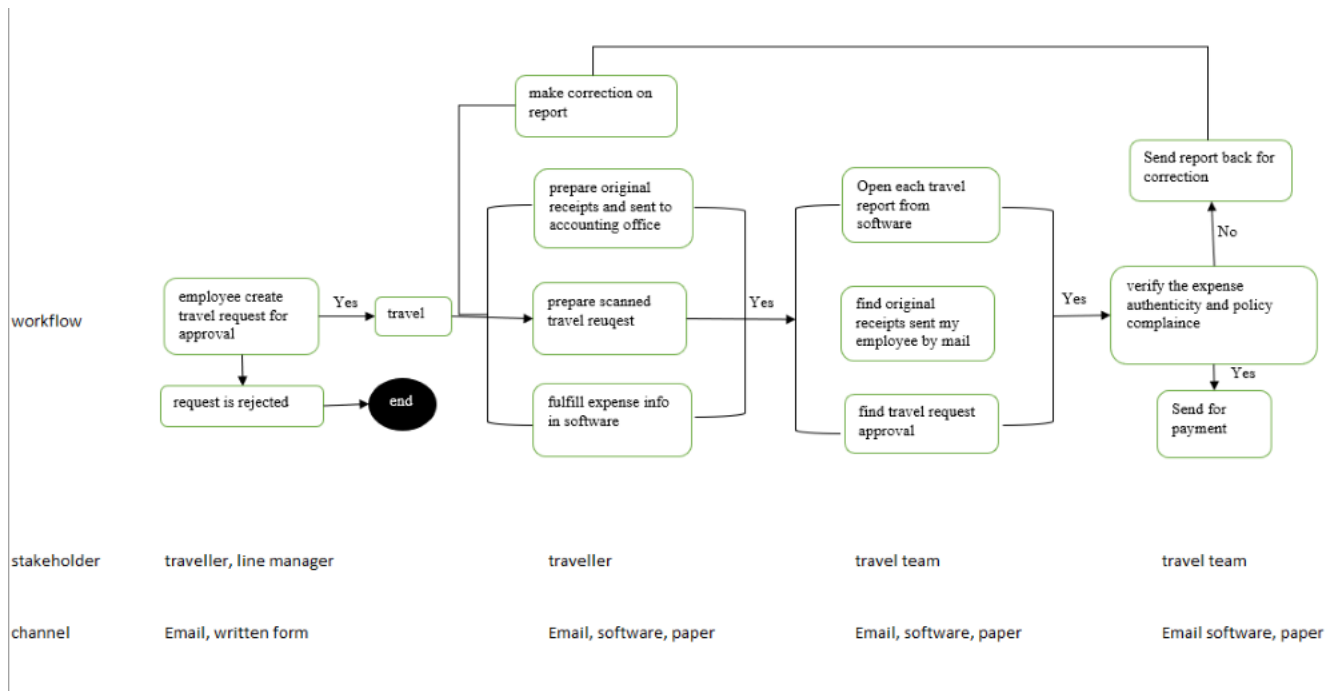 make correction on
report
Send report back for
correction
prepare original
receipts and sent to
accounting office
Open each travel
report from
software
No
workflow
employee create
travel request for
approval
Yes
travel
prepare scanned
travel reuqest
Yes
find original
receipts sent my
employee by mail
Yes
verify the expense
authenticity and policy
complaince
request is rejected
end
fulfill expense info
in software
find travel request
approval
Yes
Send for
payment
stakeholder
traveller, line manager
traveller
travel team
travel team
channel
Email, written form
Email, software, paper
Email, software, paper
Email software, paper